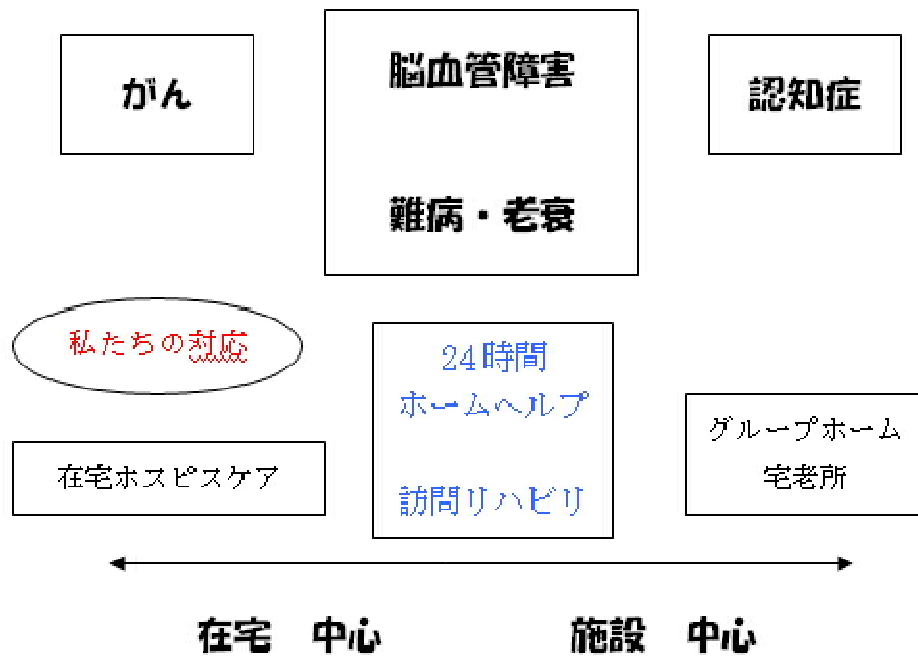 がん
脳血管障害
難病・老衰
認知症
私たちの対応
24時間
ホームヘルプ
訪問リハビリ
在宅ホスピスケア
グループホーム
宅老所
在宅　中心
施設　中心